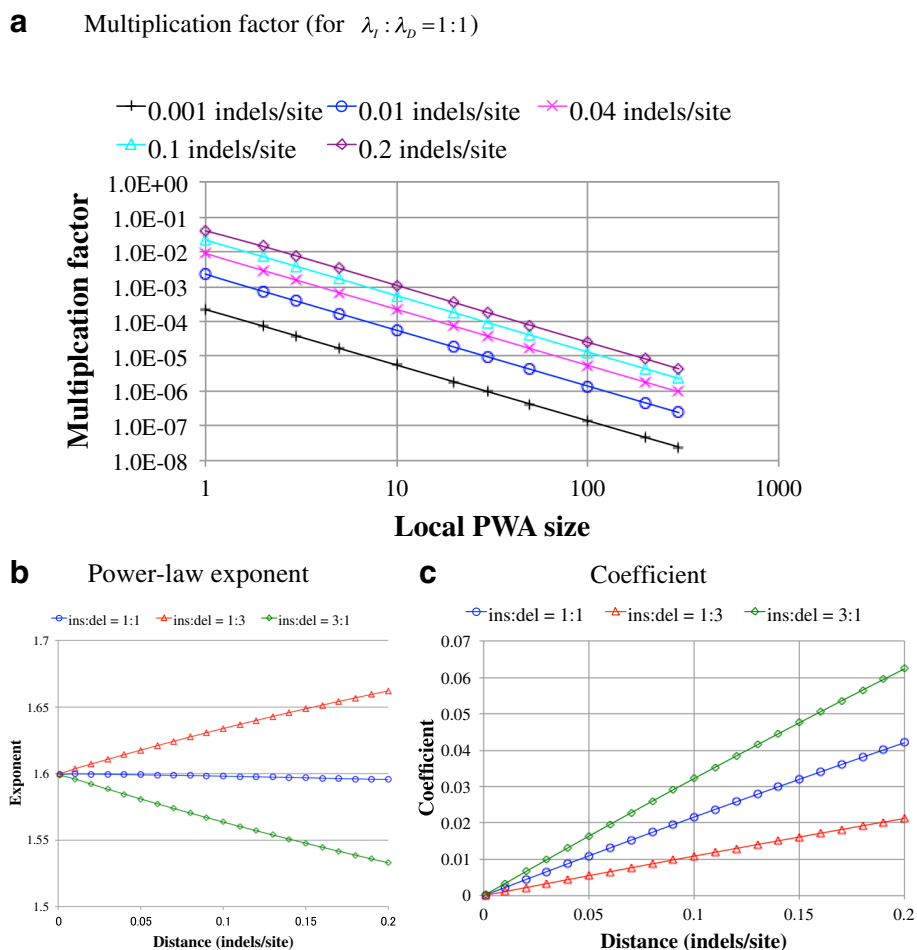 a Multiplication factor (for λI : λD = 1:1)
0.001 indels/site 0.01 indels/site 0.04 indels/site
0.1 indels/site 0.2 indels/site
Multiplcation factor
1.0E+00
1.0E-01
1.0E-02
1.0E-03
1.0E-04
1.0E-05
1.0E-06
1.0E-07
1.0E-08
1 10 100 1000
Local PWA size
b Power-law exponent
ins:del = 1:1 ins:del = 1:3 ins:del = 3:1
Exponent
1.7
1.65
1.6
1.55
1.5
0 0.05 0.1 0.15 0.2
Distance (indels/site)
c Coefficient
ins:del = 1:1 ins:del = 1:3 ins:del = 3:1
Coefficient
0.07
0.06
0.05
0.04
0.03
0.02
0.01
0
0 0.05 0.1 0.15 0.2
Distance (indels/site)